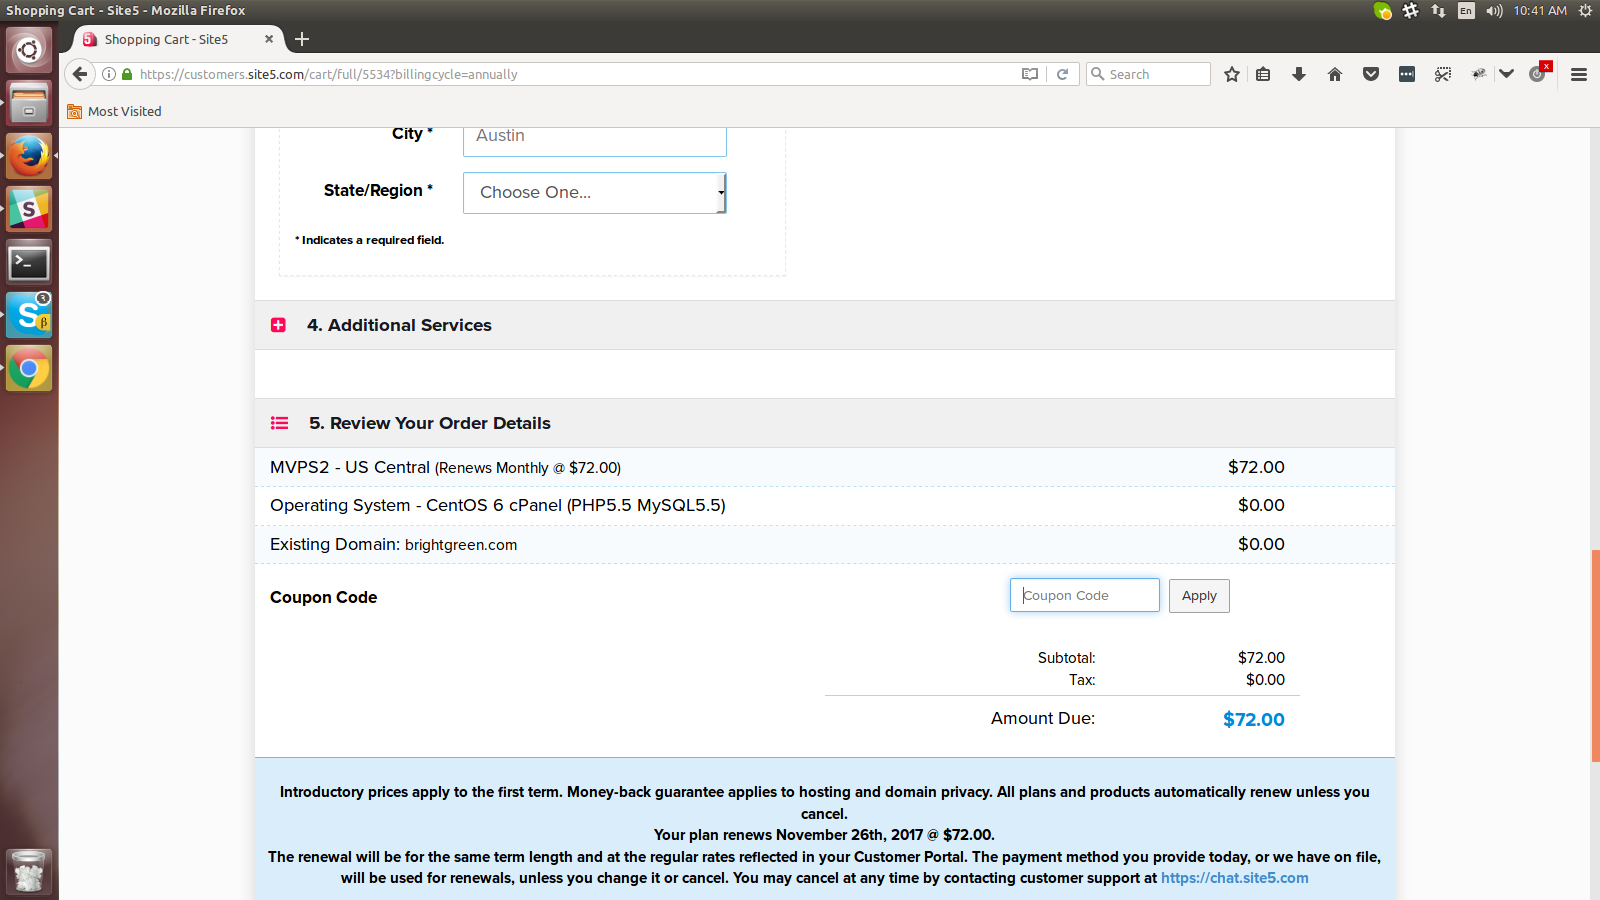 Shopping Cart - Site5 - Mozilla Firefox
En
10:41 AM
5 Shopping Cart - Site5
https://customers.site5.com/cart/full/5534?billingcycle=annually
Search
x
Most Visited
City *
Austin
State/Region *
Choose One...
* Indicates a required field.
4. Additional Services
5. Review Your Order Details
MVPS2 - US Central (Renews Monthly @ $72.00) $72.00
Operating System - CentOS 6 cPanel (PHP5.5 MySQL5.5) $0.00
Existing Domain: brightgreen.com $0.00
Coupon Code
Coupon Code
Apply
Subtotal: $72.00
Tax: $0.00
Amount Due: $72.00
Introductory prices apply to the first term. Money-back guarantee applies to hosting and domain privacy. All plans and products automatically renew unless you
cancel.
Your plan renews November 26th, 2017 @ $72.00.
The renewal will be for the same term length and at the regular rates reflected in your Customer Portal. The payment method you provide today, or we have on file,
will be used for renewals, unless you change it or cancel. You may cancel at any time by contacting customer support at https://chat.site5.com